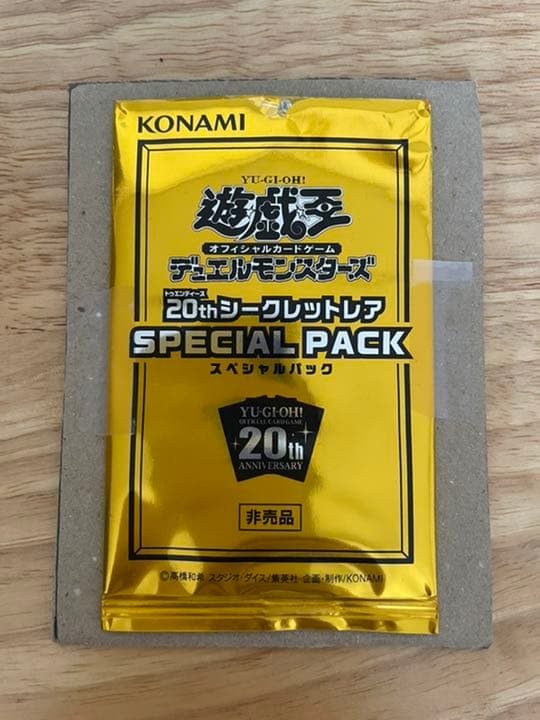 KONAMI
YU-GI-OH!
遊戯王
オフィシャルカードゲーム
デュエルモンスターズ
トゥエンティース
20thシークレットレア
SPECIAL PACK
スペシャルパック
YU-GI-OH!
OFFICIAL CARD GAME
20th
ANNIVERSARY
非売品
©高橋和希 スタジオ・ダイス/集英社 企画・制作/KONAMI